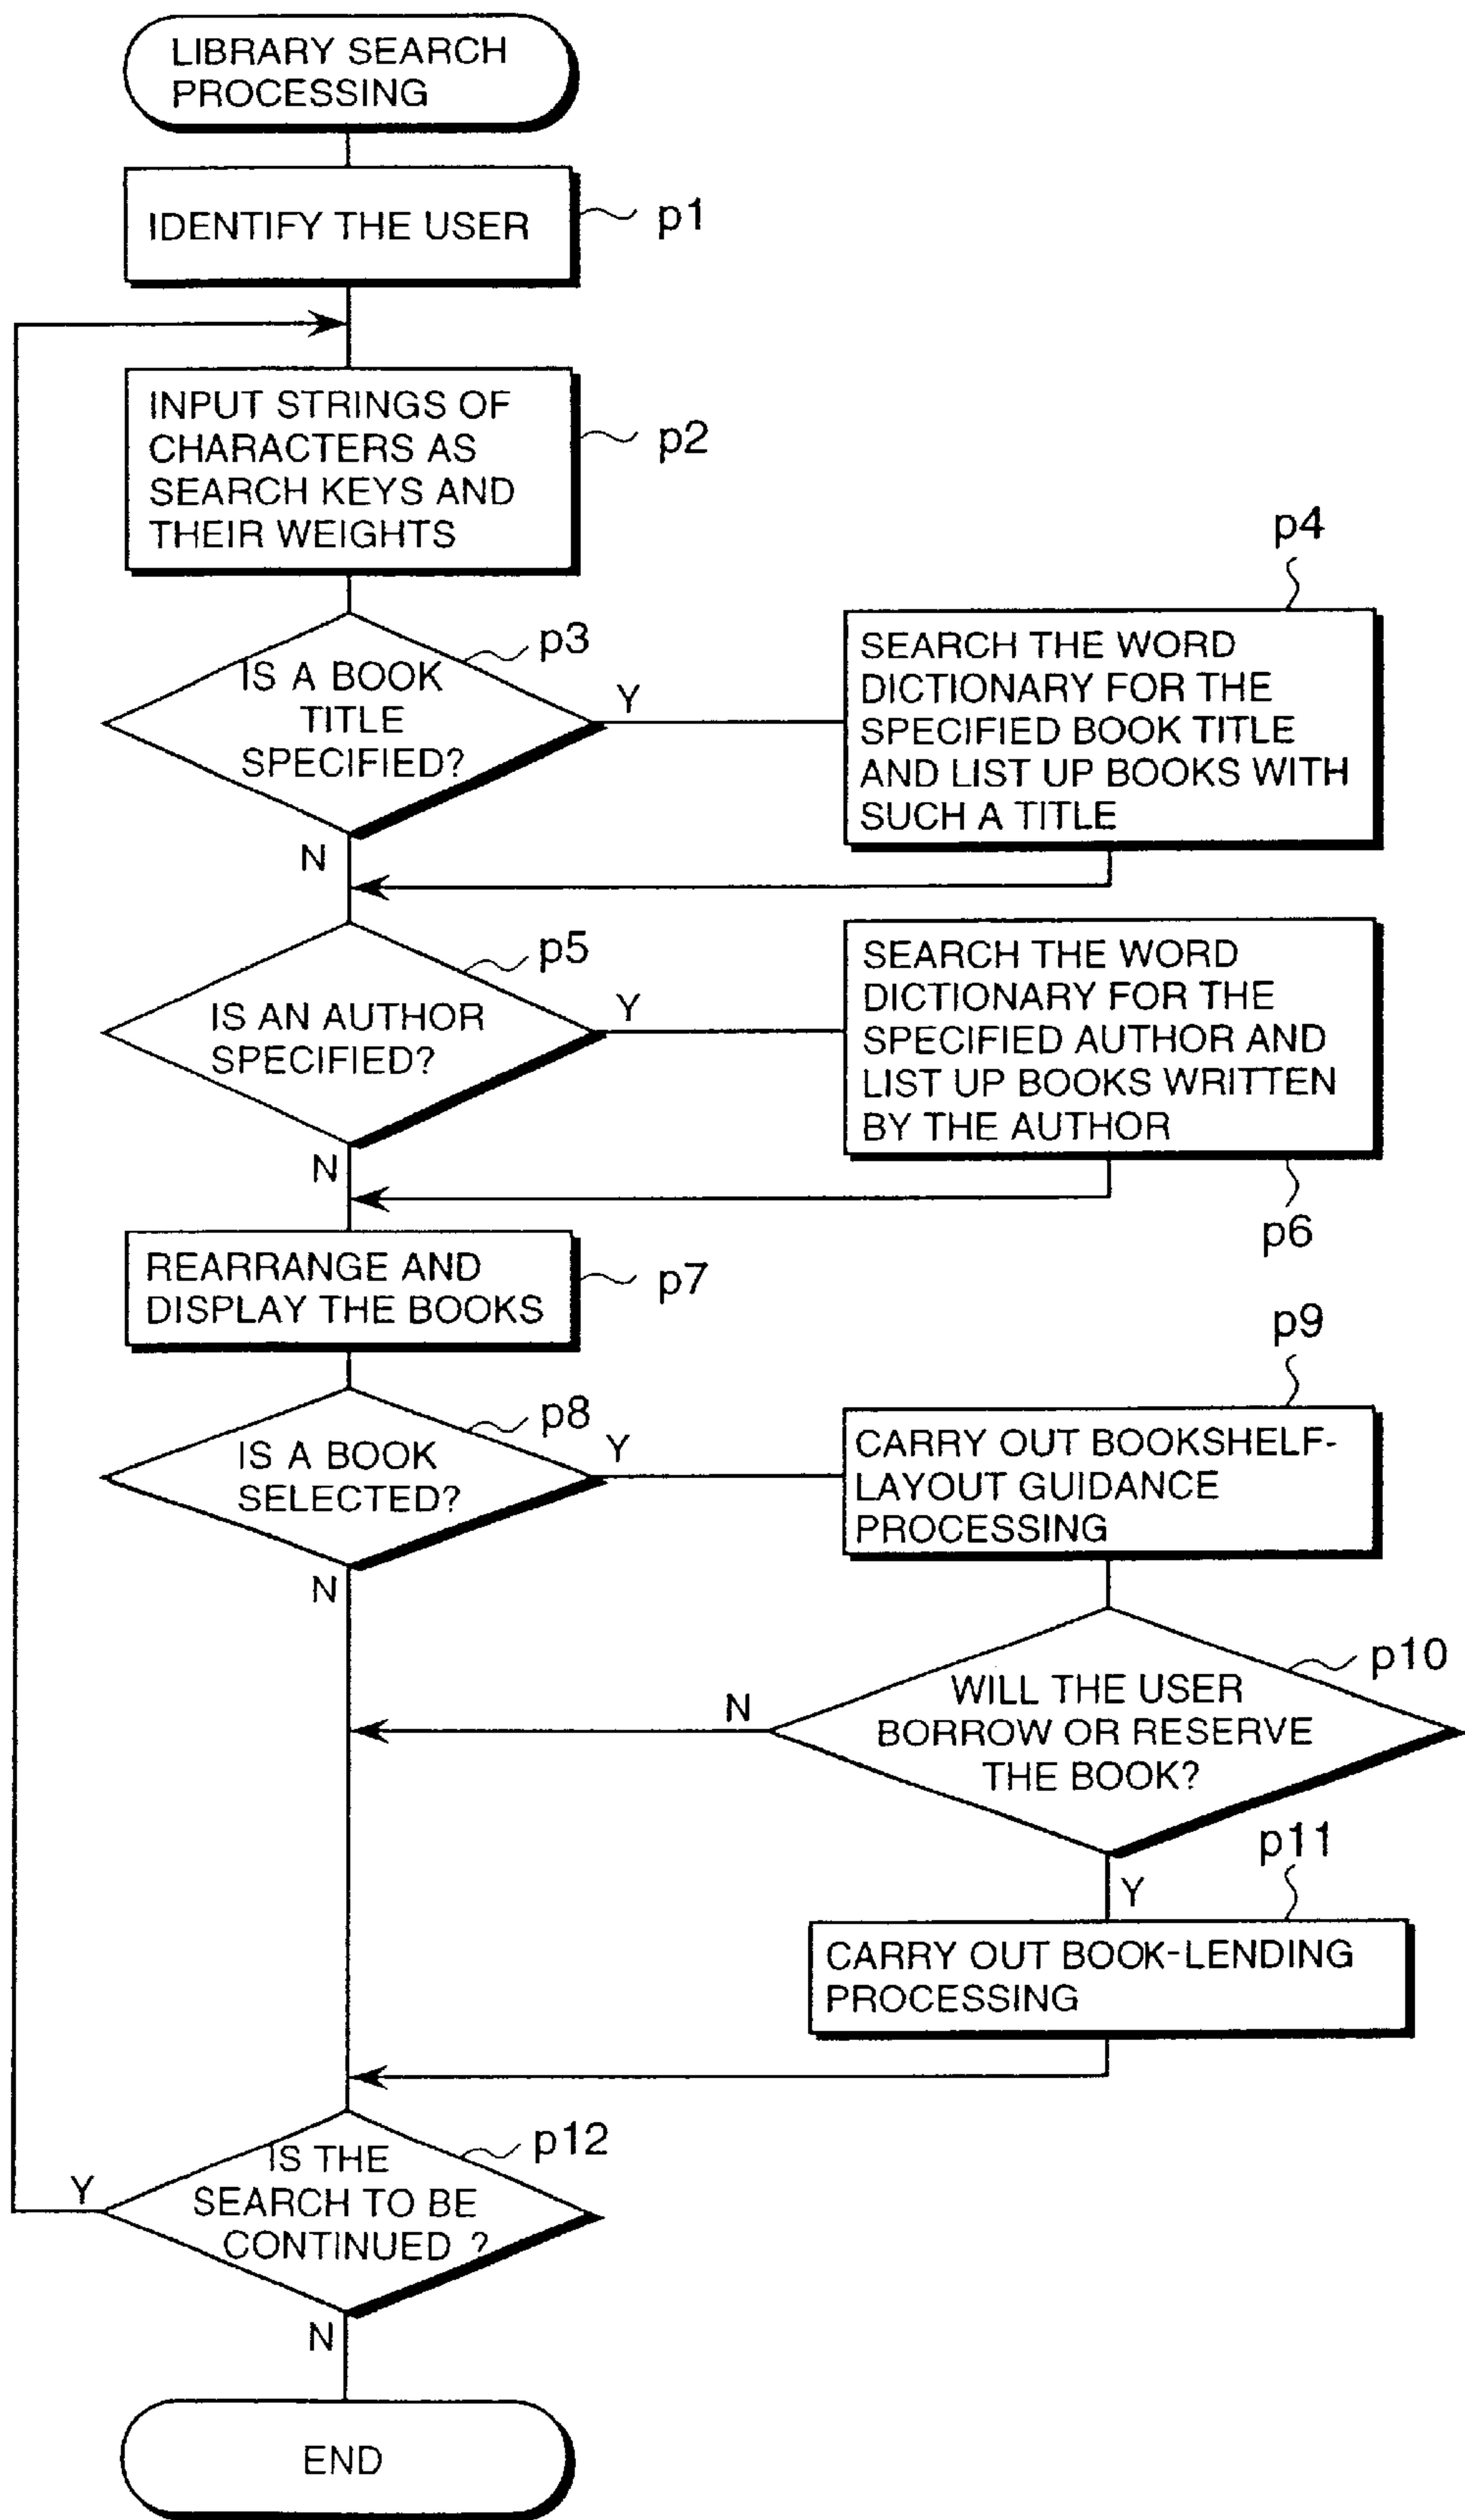 LIBRARY SEARCH
PROCESSING
IDENTIFY THE USER
p1
INPUT STRINGS OF
CHARACTERS AS
SEARCH KEYS AND
THEIR WEIGHTS
p2
IS A BOOK
TITLE
SPECIFIED?
p3
Y
N
p4
SEARCH THE WORD
DICTIONARY FOR THE
SPECIFIED BOOK TITLE
AND LIST UP BOOKS WITH
SUCH A TITLE
p5
IS AN AUTHOR
SPECIFIED?
Y
N
SEARCH THE WORD
DICTIONARY FOR THE
SPECIFIED AUTHOR AND
LIST UP BOOKS WRITTEN
BY THE AUTHOR
p6
REARRANGE AND
DISPLAY THE BOOKS
p7
p8
IS A BOOK
SELECTED?
Y
N
p9
CARRY OUT BOOKSHELF-
LAYOUT GUIDANCE
PROCESSING
p10
WILL THE USER
BORROW OR RESERVE
THE BOOK?
N
Y
p11
CARRY OUT BOOK-LENDING
PROCESSING
p12
IS THE
SEARCH TO BE
CONTINUED ?
Y
N
END